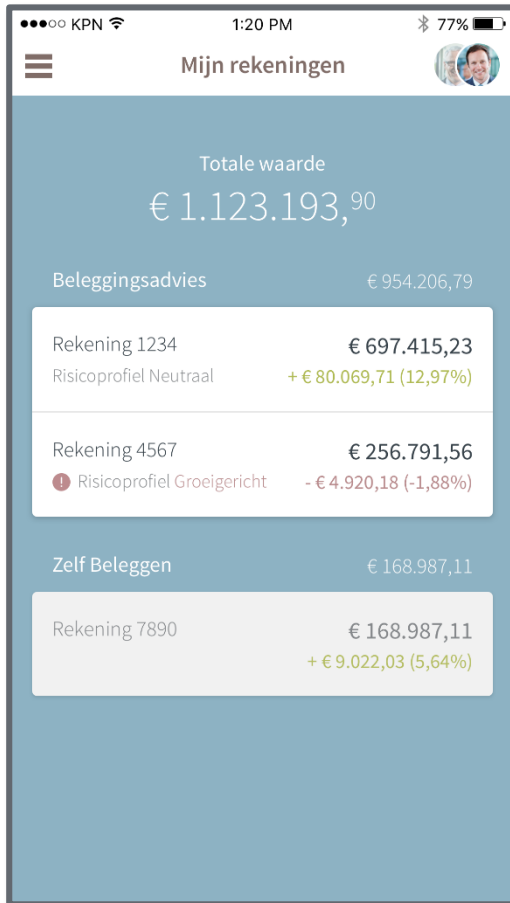 KPN 1:20 PM 77%
Mijn rekeningen
Totale waarde
€ 1.123.193,90
Beleggingsadvies € 954.206,79
Rekening 1234 € 697.415,23
Risicoprofiel Neutraal + € 80.069,71 (12,97%)
Rekening 4567 € 256.791,56
! Risicoprofiel Groeigericht - € 4.920,18 (-1,88%)
Zelf Beleggen € 168.987,11
Rekening 7890 € 168.987,11
+ € 9.022,03 (5,64%)